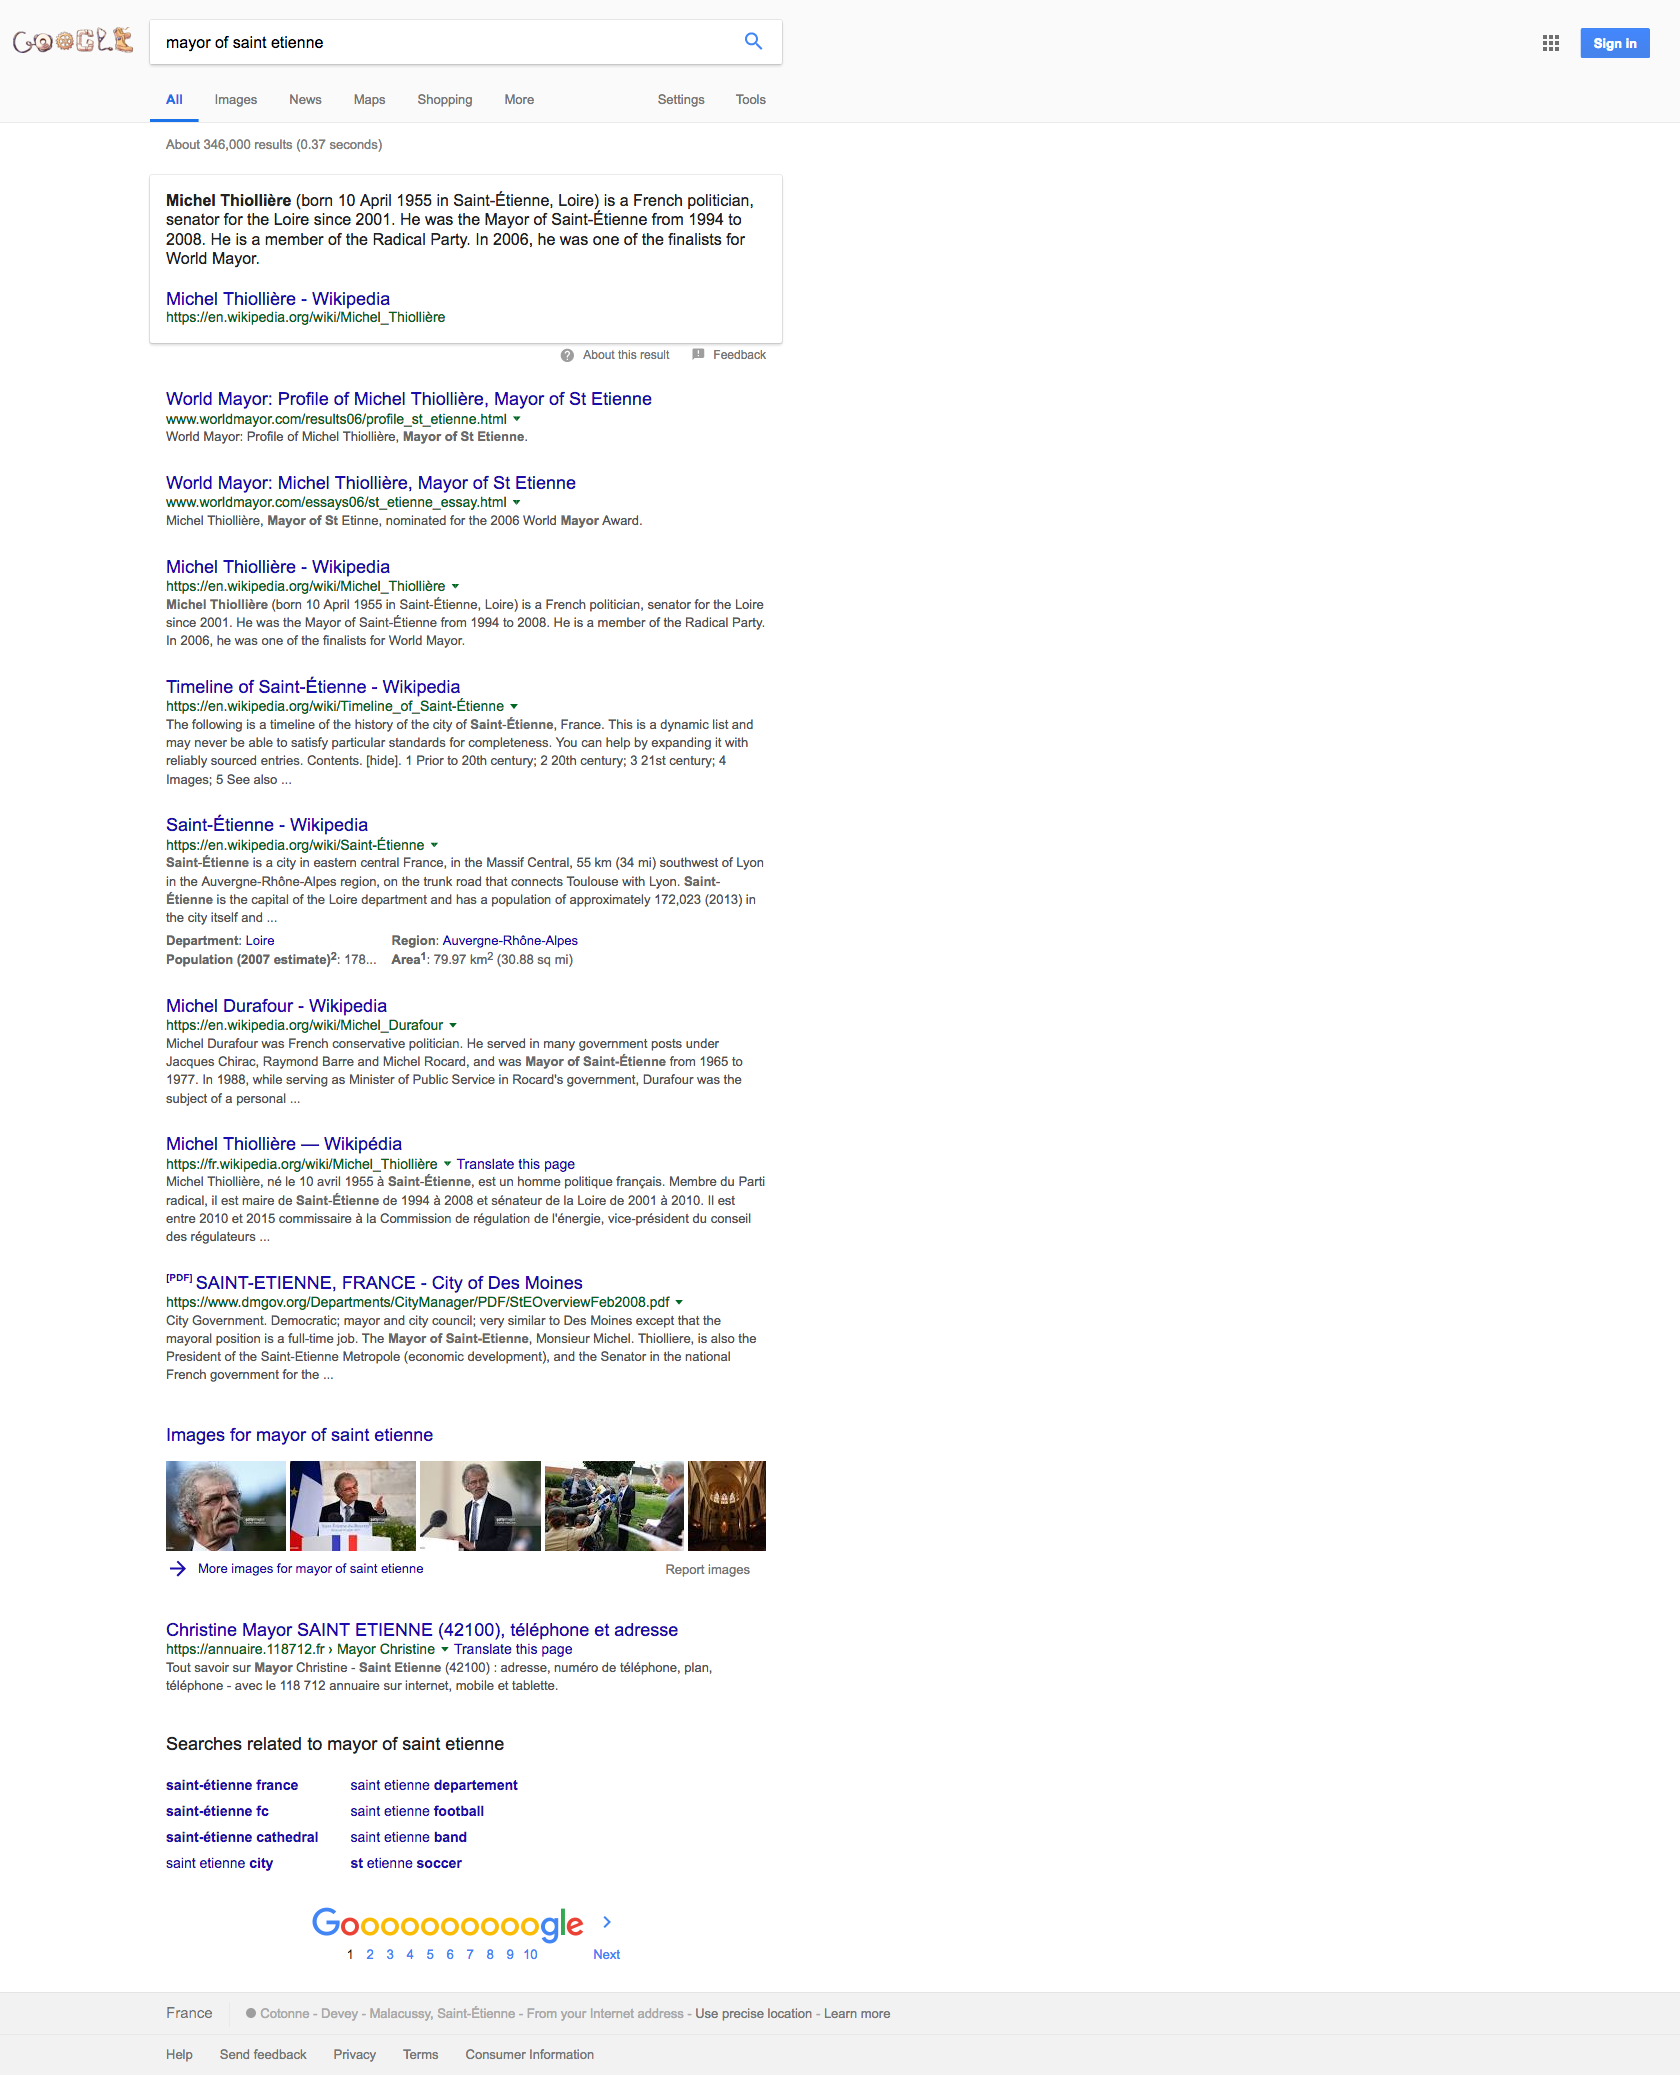 GOOGLE
mayor of saint etienne
Sign in
All Images News Maps Shopping More Settings Tools
About 346,000 results (0.37 seconds)
Michel Thiollière (born 10 April 1955 in Saint-Étienne, Loire) is a French politician,
senator for the Loire since 2001. He was the Mayor of Saint-Étienne from 1994 to
2008. He is a member of the Radical Party. In 2006, he was one of the finalists for
World Mayor.
Michel Thiollière - Wikipedia
https://en.wikipedia.org/wiki/Michel_Thiollière
About this result Feedback
World Mayor: Profile of Michel Thiollière, Mayor of St Etienne
www.worldmayor.com/results06/profile_st_etienne.html
World Mayor: Profile of Michel Thiollière, Mayor of St Etienne.
World Mayor: Michel Thiollière, Mayor of St Etienne
www.worldmayor.com/essays06/st_etienne_essay.html
Michel Thiollière, Mayor of St Etinne, nominated for the 2006 World Mayor Award.
Michel Thiollière - Wikipedia
https://en.wikipedia.org/wiki/Michel_Thiollière
Michel Thiollière (born 10 April 1955 in Saint-Étienne, Loire) is a French politician, senator for the Loire
since 2001. He was the Mayor of Saint-Étienne from 1994 to 2008. He is a member of the Radical Party.
In 2006, he was one of the finalists for World Mayor.
Timeline of Saint-Étienne - Wikipedia
https://en.wikipedia.org/wiki/Timeline_of_Saint-Étienne
The following is a timeline of the history of the city of Saint-Étienne, France. This is a dynamic list and
may never be able to satisfy particular standards for completeness. You can help by expanding it with
reliably sourced entries. Contents. [hide]. 1 Prior to 20th century; 2 20th century; 3 21st century; 4
Images; 5 See also ...
Saint-Étienne - Wikipedia
https://en.wikipedia.org/wiki/Saint-Étienne
Saint-Étienne is a city in eastern central France, in the Massif Central, 55 km (34 mi) southwest of Lyon
in the Auvergne-Rhône-Alpes region, on the trunk road that connects Toulouse with Lyon. Saint-
Étienne is the capital of the Loire department and has a population of approximately 172,023 (2013) in
the city itself and ...
Department: Loire Region: Auvergne-Rhône-Alpes
Population (2007 estimate)2: 178... Area1: 79.97 km2 (30.88 sq mi)
Michel Durafour - Wikipedia
https://en.wikipedia.org/wiki/Michel_Durafour
Michel Durafour was French conservative politician. He served in many government posts under
Jacques Chirac, Raymond Barre and Michel Rocard, and was Mayor of Saint-Étienne from 1965 to
1977. In 1988, while serving as Minister of Public Service in Rocard's government, Durafour was the
subject of a personal ...
Michel Thiollière — Wikipédia
https://fr.wikipedia.org/wiki/Michel_Thiollière Translate this page
Michel Thiollière, né le 10 avril 1955 à Saint-Étienne, est un homme politique français. Membre du Parti
radical, il est maire de Saint-Étienne de 1994 à 2008 et sénateur de la Loire de 2001 à 2010. Il est
entre 2010 et 2015 commissaire à la Commission de régulation de l'énergie, vice-président du conseil
des régulateurs ...
[PDF] SAINT-ETIENNE, FRANCE - City of Des Moines
https://www.dmgov.org/Departments/CityManager/PDF/StEOverviewFeb2008.pdf
City Government. Democratic; mayor and city council; very similar to Des Moines except that the
mayoral position is a full-time job. The Mayor of Saint-Etienne, Monsieur Michel. Thiolliere, is also the
President of the Saint-Etienne Metropole (economic development), and the Senator in the national
French government for the ...
Images for mayor of saint etienne
More images for mayor of saint etienne Report images
Christine Mayor SAINT ETIENNE (42100), téléphone et adresse
https://annuaire.118712.fr › Mayor Christine Translate this page
Tout savoir sur Mayor Christine - Saint Etienne (42100) : adresse, numéro de téléphone, plan,
téléphone - avec le 118 712 annuaire sur internet, mobile et tablette.
Searches related to mayor of saint etienne
saint-étienne france saint etienne departement
saint-étienne fc saint etienne football
saint-étienne cathedral saint etienne band
saint etienne city st etienne soccer
Goooooooooogle
1 2 3 4 5 6 7 8 9 10 Next
France Cotonne - Devey - Malacussy, Saint-Étienne - From your Internet address - Use precise location - Learn more
Help Send feedback Privacy Terms Consumer Information